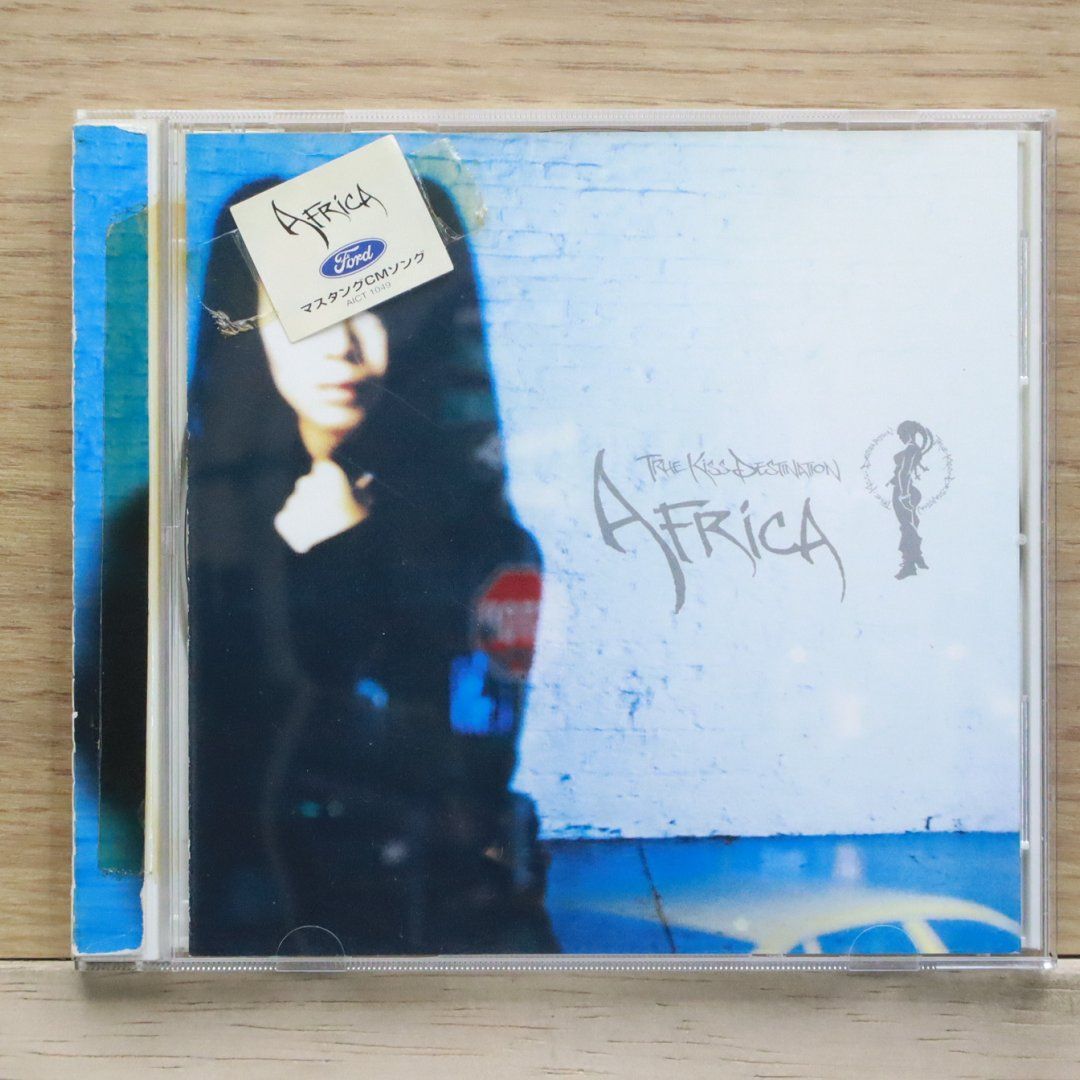 AFRICA
Ford
マスタングCMソング
AICT 1049
TRUE KISS DESTINATION
AFRICA